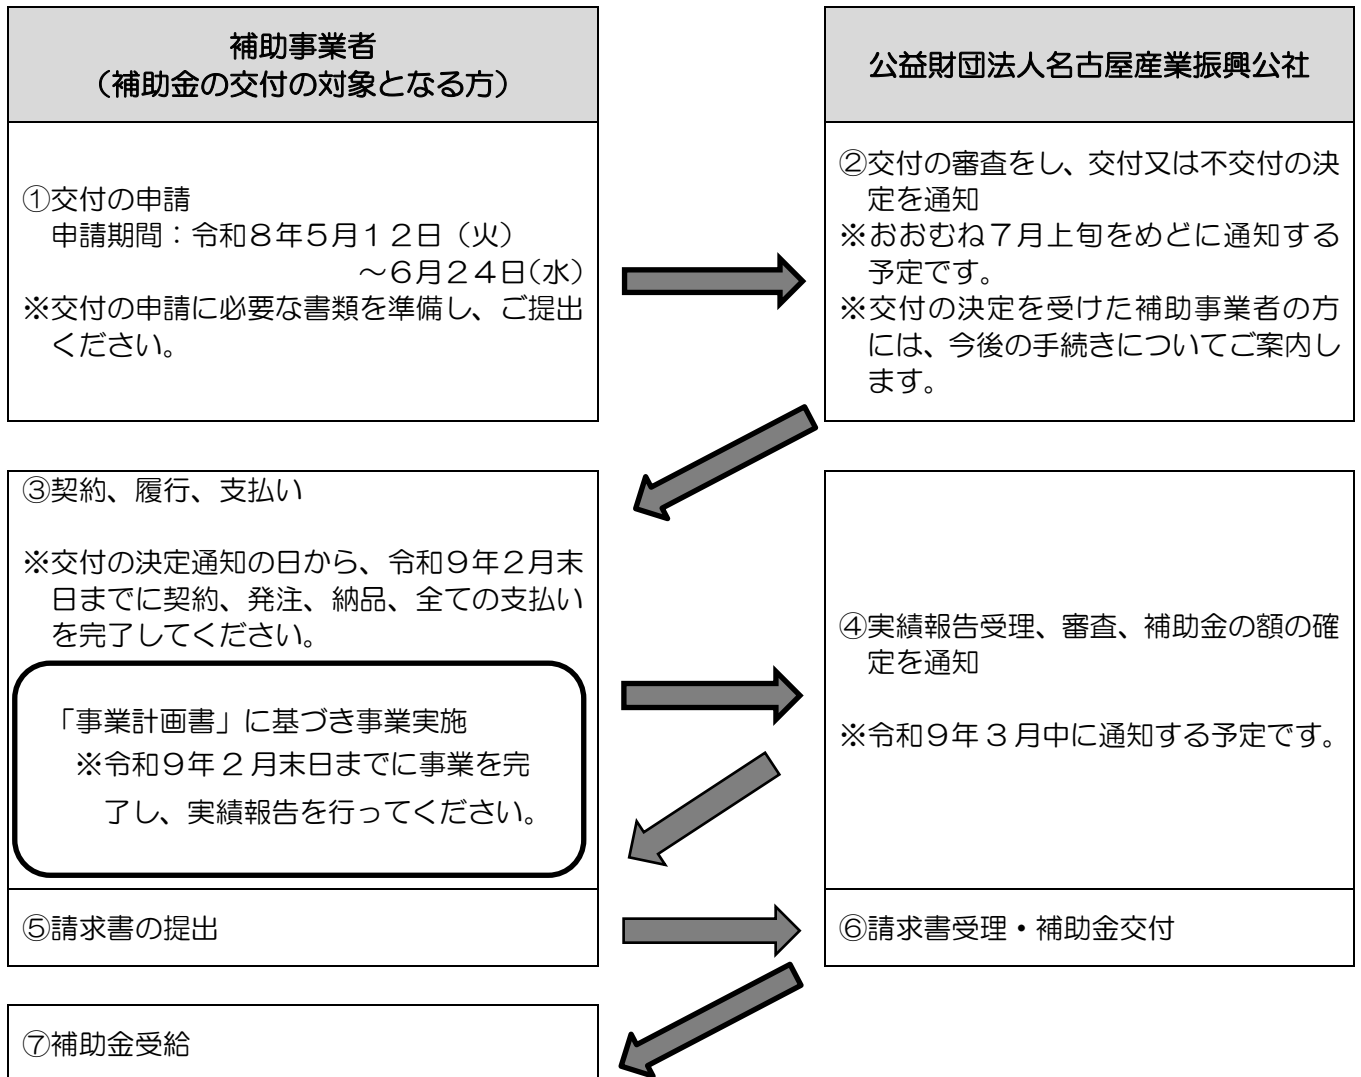 補助事業者
（補助金の交付の対象となる方）
公益財団法人名古屋産業振興公社
①交付の申請
申請期間：令和８年５月１２日（火）
～６月２４日（水）
※交付の申請に必要な書類を準備し、ご提出
ください。
②交付の審査をし、交付又は不交付の決
定を通知
※おおむね７月上旬をめどに通知する
予定です。
※交付の決定を受けた補助事業者の方
には、今後の手続きについてご案内し
ます。
③契約、履行、支払い
※交付の決定通知の日から、令和９年２月末
日までに契約、発注、納品、全ての支払い
を完了してください。
「事業計画書」に基づき事業実施
※令和９年２月末日までに事業を完
了し、実績報告を行ってください。
④実績報告受理、審査、補助金の額の確
定を通知
※令和９年３月中に通知する予定です。
⑤請求書の提出
⑥請求書受理・補助金交付
⑦補助金受給